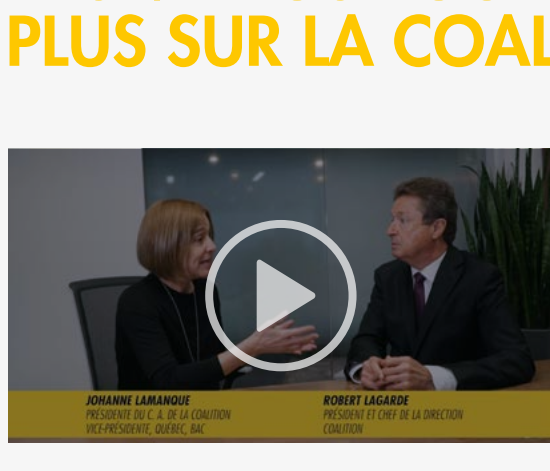 PLUS SUR LA COAL
JOHANNE LAMANQUE
PRÉSIDENTE DU C. A. DE LA COALITION
VICE-PRÉSIDENTE, QUÉBEC, BAC
ROBERT LAGARDE
PRÉSIDENT ET CHEF DE LA DIRECTION
COALITION